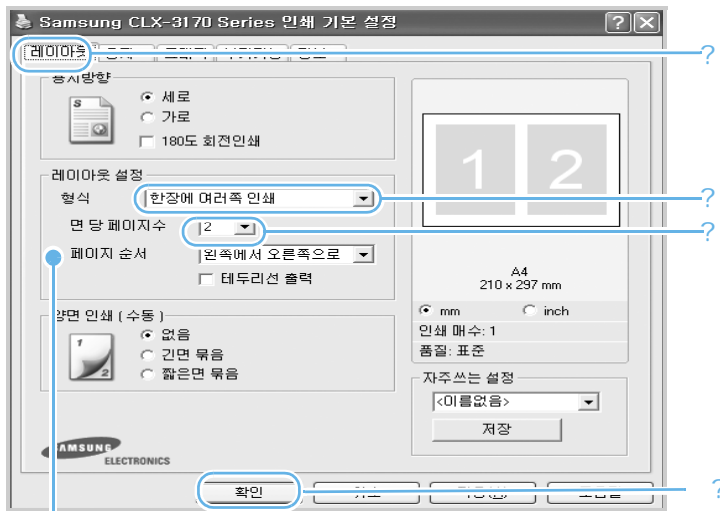 Samsung CLX-3170 Series 인쇄 기본 설정
레이아웃
?
용지방향
세로
가로
180도 회전인쇄
레이아웃 설정
형식 한장에 여러쪽 인쇄
?
면 당 페이지수 2
?
페이지 순서 왼쪽에서 오른쪽으로
테두리선 출력
양면 인쇄 ( 수동 )
없음
긴면 묶음
짧은면 묶음
1 2
A4
210 x 297 mm
mm inch
인쇄 매수: 1
품질: 표준
자주쓰는 설정
<이름없음>
저장
SAMSUNG
ELECTRONICS
확인
?